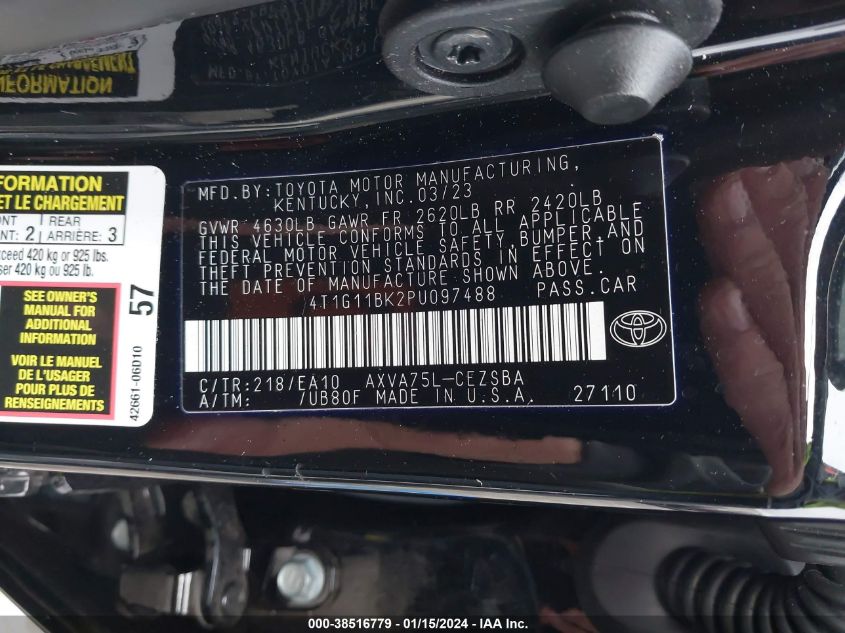 INFORMATION
FORMATION
ET LE CHARGEMENT
ONT 2 REAR 3
NT: ARRIÈRE:
xceed 420 kg or 925 lbs.
ser 420 kg ou 925 lb.
SEE OWNER'S
MANUAL FOR
ADDITIONAL
INFORMATION
VOIR LE MANUEL
DE L'USAGER
POUR PLUS DE
RENSEIGNEMENTS
57
42661-06D10
MFD.BY:TOYOTA MOTOR MANUFACTURING,
KENTUCKY, INC.03/23
GVWR 4630LB GAWR FR 2620LB RR 2420LB
THIS VEHICLE CONFORMS TO ALL APPLICABLE
FEDERAL MOTOR VEHICLE SAFETY,BUMPER,AND
THEFT PREVENTION STANDARDS IN EFFECT ON
THE DATE OF MANUFACTURE SHOWN ABOVE.
/4T1G11BK2PU097488 PASS.CAR
C/TR:218/EA10 AXVA75L-CEZSBA
A/TM: /UB80F MADE IN U.S.A. 27110
000-38516779 - 01/15/2024 - IAA Inc.